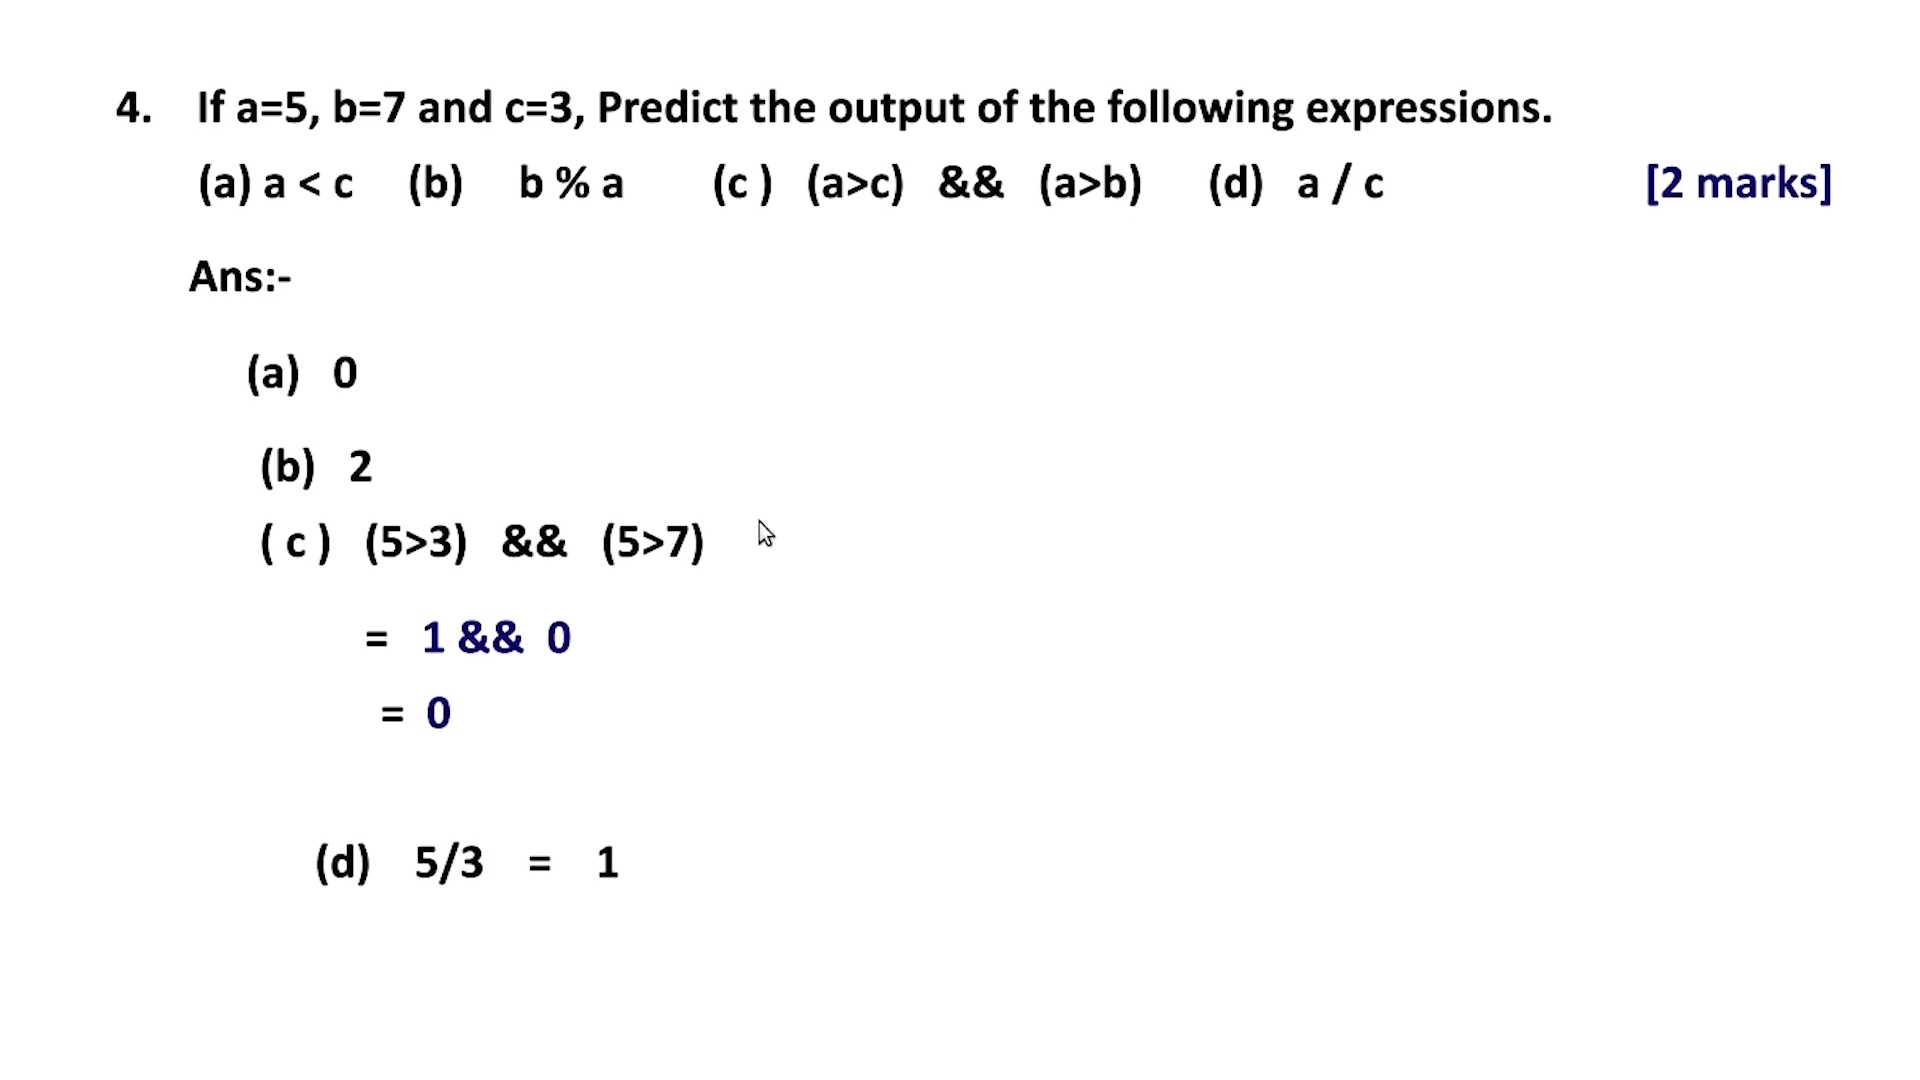 4. If a=5, b=7 and c=3, Predict the output of the following expressions.
(a) a < c (b) b % a (c ) (a>c) && (a>b) (d) a / c [2 marks]
Ans:-
(a) 0
(b) 2
( c ) (5>3) && (5>7)
= 1 && 0
= 0
(d) 5/3 = 1